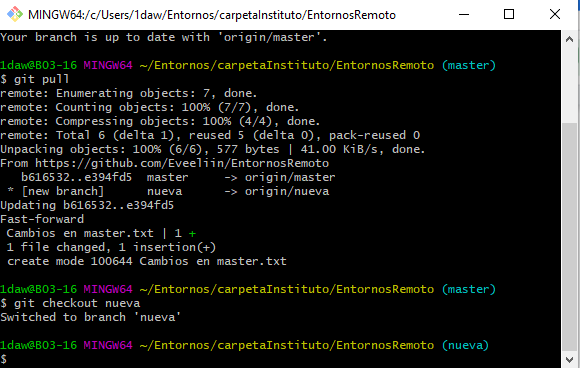 MINGW64:/c/Users/1daw/Entornos/carpetaInstituto/EntornosRemoto
Your branch is up to date with 'origin/master'.
1daw@B03-16 MINGW64 ~/Entornos/carpetaInstituto/EntornosRemoto (master)
$ git pull
remote: Enumerating objects: 7, done.
remote: Counting objects: 100% (7/7), done.
remote: Compressing objects: 100% (4/4), done.
remote: Total 6 (delta 1), reused 5 (delta 0), pack-reused 0
Unpacking objects: 100% (6/6), 577 bytes | 41.00 KiB/s, done.
From https://github.com/Eveeliin/EntornosRemoto
   b616532..e394fd5  master     -> origin/master
 * [new branch]      nueva      -> origin/nueva
Updating b616532..e394fd5
Fast-forward
 Cambios en master.txt | 1 +
 1 file changed, 1 insertion(+)
 create mode 100644 Cambios en master.txt
1daw@B03-16 MINGW64 ~/Entornos/carpetaInstituto/EntornosRemoto (master)
$ git checkout nueva
Switched to branch 'nueva'
1daw@B03-16 MINGW64 ~/Entornos/carpetaInstituto/EntornosRemoto (nueva)
$